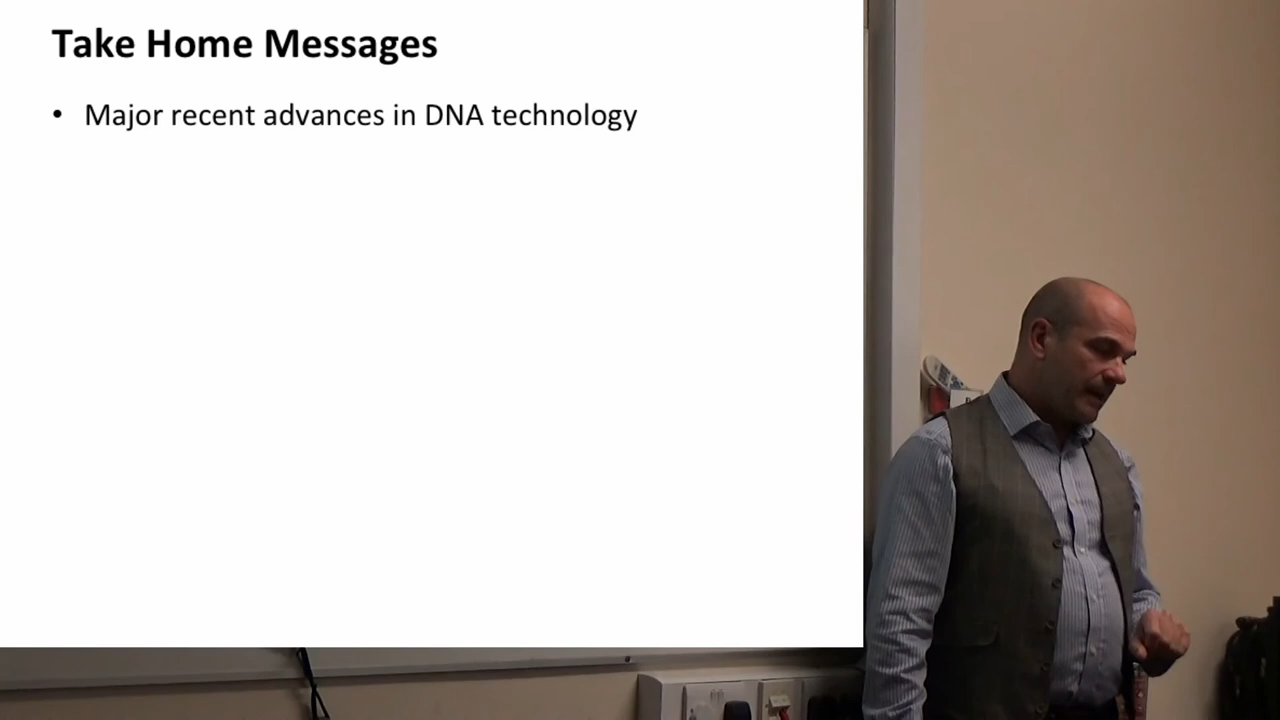 Take Home Messages
• Major recent advances in DNA technology